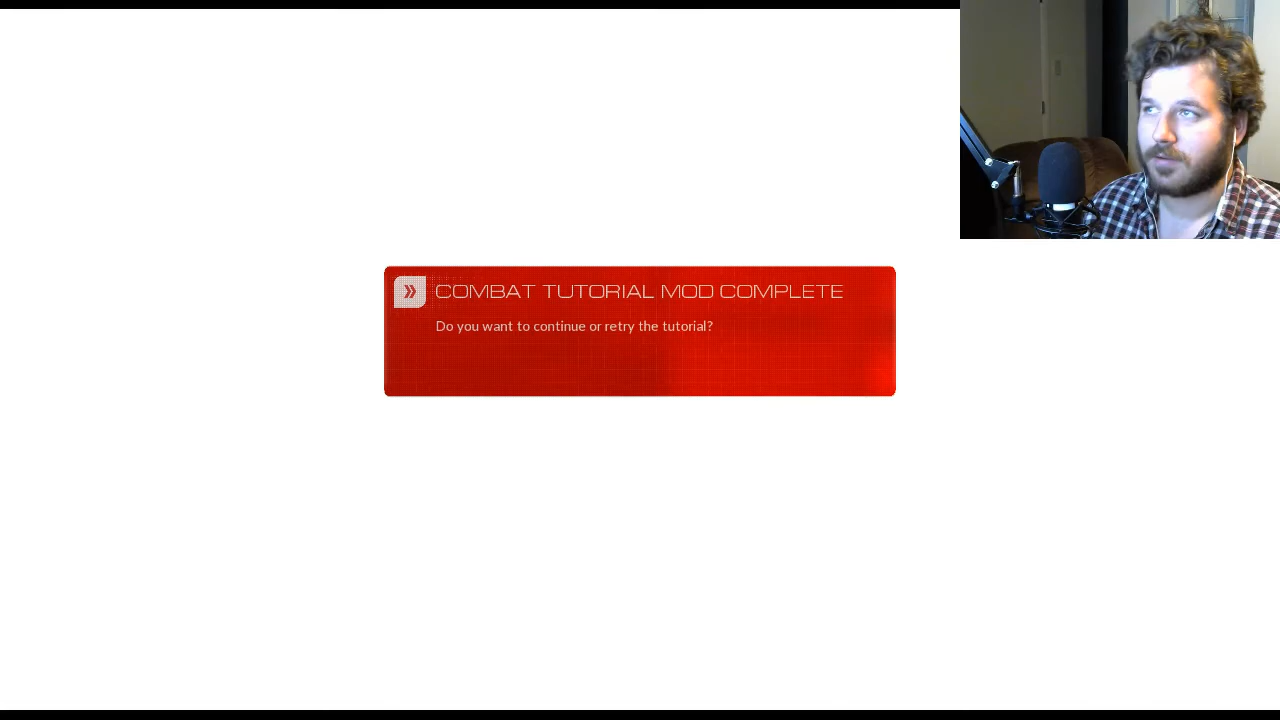 COMBAT TUTORIAL MOD COMPLETE
Do you want to continue or retry the tutorial?